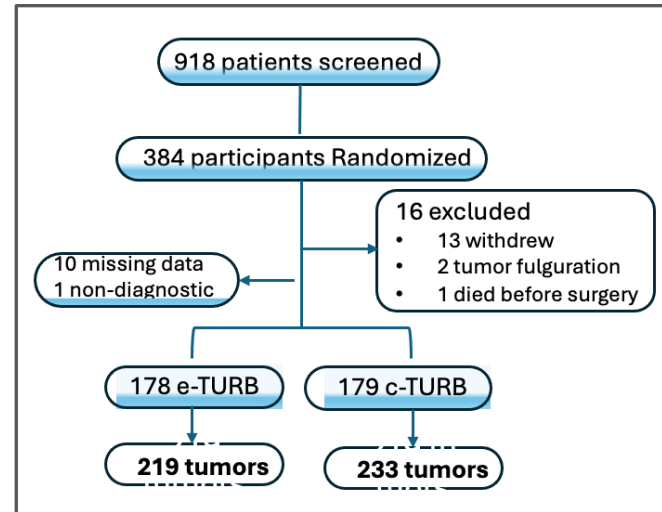 918 patients screened
384 participants Randomized
16 excluded
• 13 withdrew
• 2 tumor fulguration
• 1 died before surgery
10 missing data
1 non-diagnostic
178 e-TURB
179 c-TURB
219 tumors
233 tumors